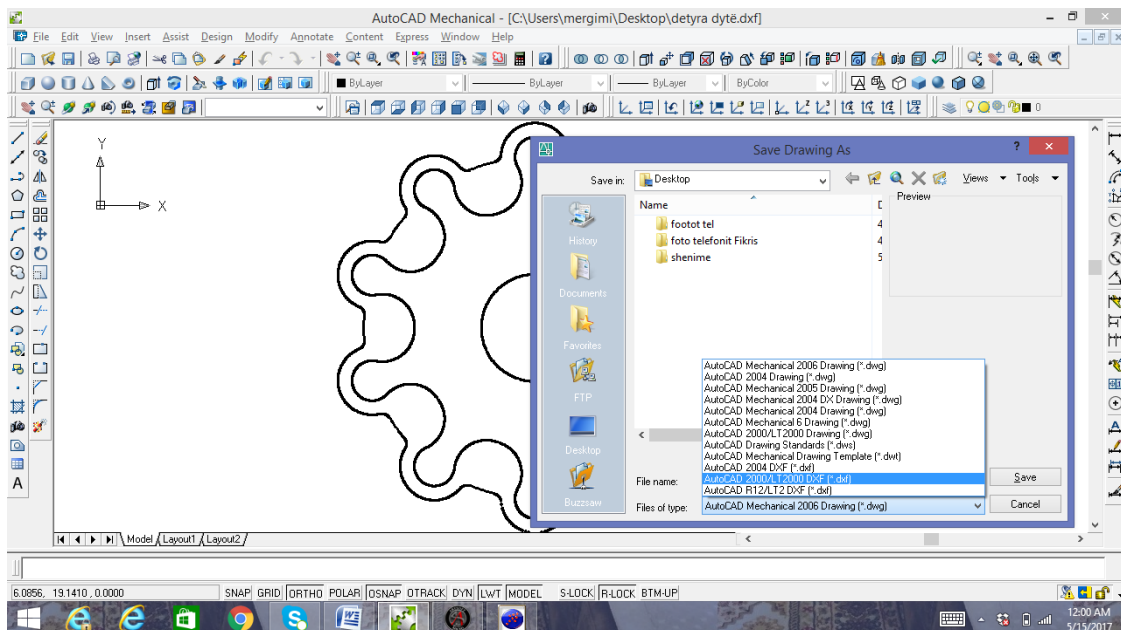 AutoCAD Mechanical - [C:\Users\mergimi\Desktop\detyra dytë.dxf]
File Edit View Insert Assist Design Modify Annotate Content Express Window Help
ByLayer ByLayer ByLayer ByColor
0
Y
X
Save Drawing As
Save in: Desktop Views Tools
Name Preview
footot tel 4
foto telefonit Fikris 4
shenime 5
History
Documents
Favorites
FTP
Desktop
Buzzsaw
AutoCAD Mechanical 2006 Drawing (*.dwg)
AutoCAD 2004 Drawing (*.dwg)
AutoCAD Mechanical 2005 Drawing (*.dwg)
AutoCAD Mechanical 2004 DX Drawing (*.dwg)
AutoCAD Mechanical 2004 Drawing (*.dwg)
AutoCAD Mechanical 6 Drawing (*.dwg)
AutoCAD 2000/LT2000 Drawing (*.dwg)
AutoCAD Drawing Standards (*.dws)
AutoCAD Mechanical Drawing Template (*.dwt)
AutoCAD 2004 DXF (*.dxf)
AutoCAD 2000/LT2000 DXF (*.dxf)
AutoCAD R12/LT2 DXF (*.dxf)
File name: Save
Files of type: AutoCAD Mechanical 2006 Drawing (*.dwg) Cancel
Model Layout1 Layout2
6.0856, 19.1410, 0.0000 SNAP GRID ORTHO POLAR OSNAP OTRACK DYN LWT MODEL S-LOCK R-LOCK BTM-UP
12:00 AM
5/15/2017